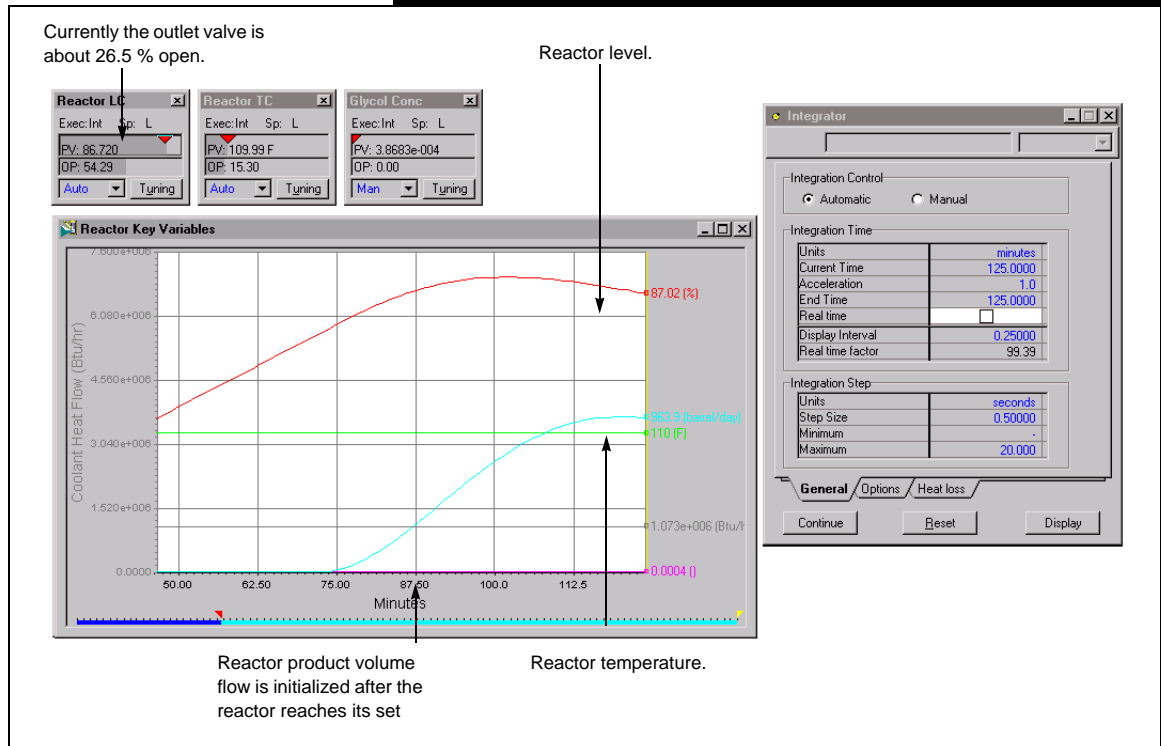 Currently the outlet valve is
about 26.5 % open.
Reactor level.
Reactor LC
Exec:Int Sp: L
PV: 86.720
OP: 54.29
Auto Tuning
Reactor TC
Exec:Int Sp: L
PV: 109.99 F
OP: 15.30
Auto Tuning
Glycol Conc
Exec:Int Sp: L
PV: 3.8683e-004
OP: 0.00
Man Tuning
Reactor Key Variables
7.600e+006
6.080e+006
4.560e+006
3.040e+006
1.520e+006
0.0000
Coolant Heat Flow (Btu/hr)
87.02 (%)
963.9 (barrel/day)
110 (F)
1.073e+006 (Btu/h
0.0004 ()
50.00 62.50 75.00 87.50 100.0 112.5
Minutes
Reactor product volume
flow is initialized after the
reactor reaches its set
Reactor temperature.
Integrator
Integration Control
Automatic Manual
Integration Time
Units minutes
Current Time 125.0000
Acceleration 1.0
End Time 125.0000
Real time
Display Interval 0.25000
Real time factor 99.39
Integration Step
Units seconds
Step Size 0.50000
Minimum -
Maximum 20.000
General Options Heat loss
Continue Reset Display